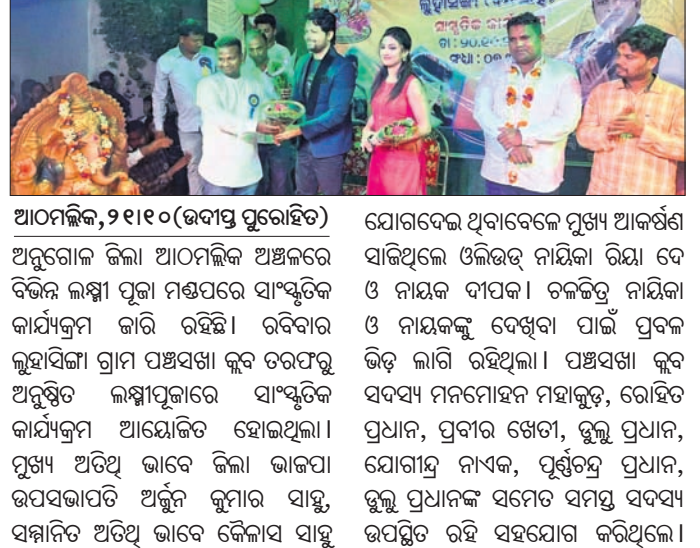 ସାଂସ୍କୃତିକ କାର୍ଯ୍ୟକ୍ରମ
ଆଠମଲ୍ଲିକ,୨୧।୧୦(ଉଦୀପ୍ତ ପୁରୋହିତ)
ଅନୁଗୋଳ ଜିଲା ଆଠମଲ୍ଲିକ ଅଞ୍ଚଳରେ
ବିଭିନ୍ନ ଲକ୍ଷ୍ମୀ ପୂଜା ମଣ୍ଡପରେ ସାଂସ୍କୃତିକ
କାର୍ଯ୍ୟକ୍ରମ ଜାରି ରହିଛି। ରବିବାର
ଲୁହାସିଙ୍ଗା ଗ୍ରାମ ପଞ୍ଚସଖା କ୍ଲବ ତରଫରୁ
ଅନୁଷ୍ଠିତ ଲକ୍ଷ୍ମୀପୂଜାରେ ସାଂସ୍କୃତିକ
କାର୍ଯ୍ୟକ୍ରମ ଆୟୋଜିତ ହୋଇଥିଲା।
ମୁଖ୍ୟ ଅତିଥି ଭାବେ ଜିଲା ଭାଜପା
ଉପସଭାପତି ଅର୍ଜୁନ କୁମାର ସାହୁ,
ସମ୍ମାନିତ ଅତିଥି ଭାବେ କୈଳାସ ସାହୁ
ଯୋଗଦେଇ ଥିବାବେଳେ ମୁଖ୍ୟ ଆକର୍ଷଣ
ସାଜିଥିଲେ ଓଲିଉଡ୍ ନାୟିକା ରିୟା ଦେ
ଓ ନାୟକ ଦୀପକ। ଚଳଚ୍ଚିତ୍ର ନାୟିକା
ଓ ନାୟକଙ୍କୁ ଦେଖିବା ପାଇଁ ପ୍ରବଳ
ଭିଡ଼ ଲାଗି ରହିଥିଲା। ପଞ୍ଚସଖା କ୍ଲବ
ସଦସ୍ୟ ମନମୋହନ ମହାକୁଡ଼, ରୋହିତ
ପ୍ରଧାନ, ପ୍ରବୀର ଖେତୀ, ଡୁଲୁ ପ୍ରଧାନ,
ଯୋଗୀନ୍ଦ୍ର ନାଏକ, ପୂର୍ଣ୍ଣଚନ୍ଦ୍ର ପ୍ରଧାନ,
ଡୁଲୁ ପ୍ରଧାନଙ୍କ ସମେତ ସମସ୍ତ ସଦସ୍ୟ
ଉପସ୍ଥିତ ରହି ସହଯୋଗ କରିଥିଲେ।